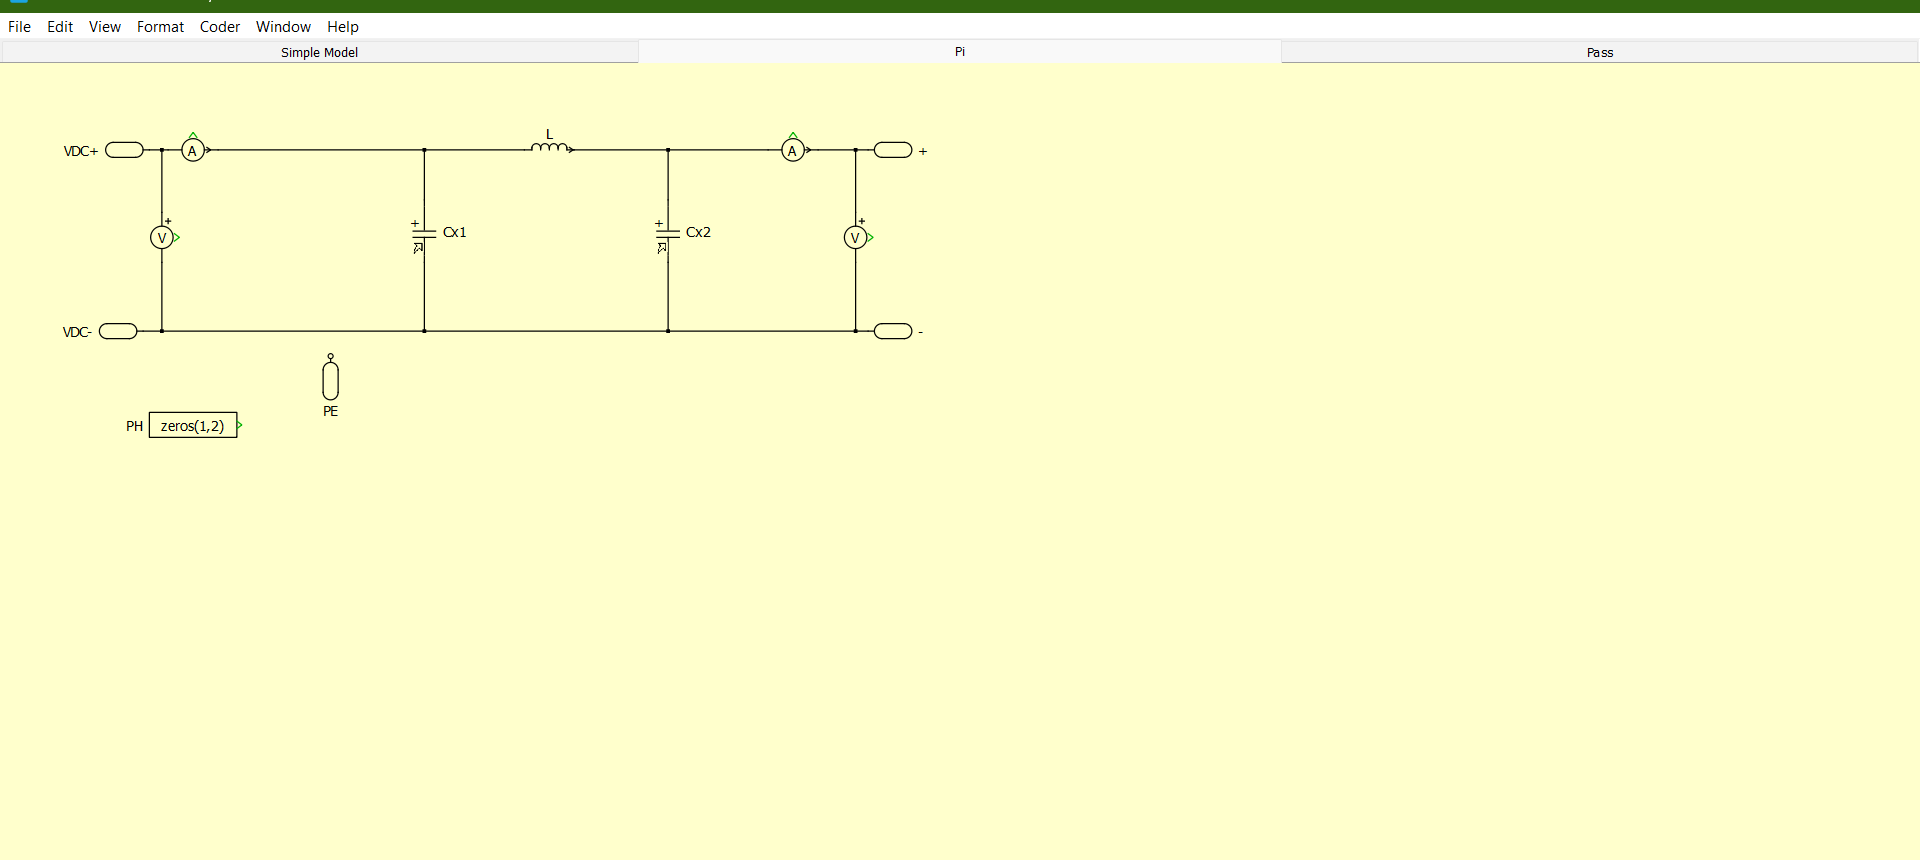 File Edit View Format Coder Window Help
Simple Model Pi Pass
L
VDC+ A A +
+ + + +
V Cx1 Cx2 V
VDC- -
PE
PH zeros(1,2)